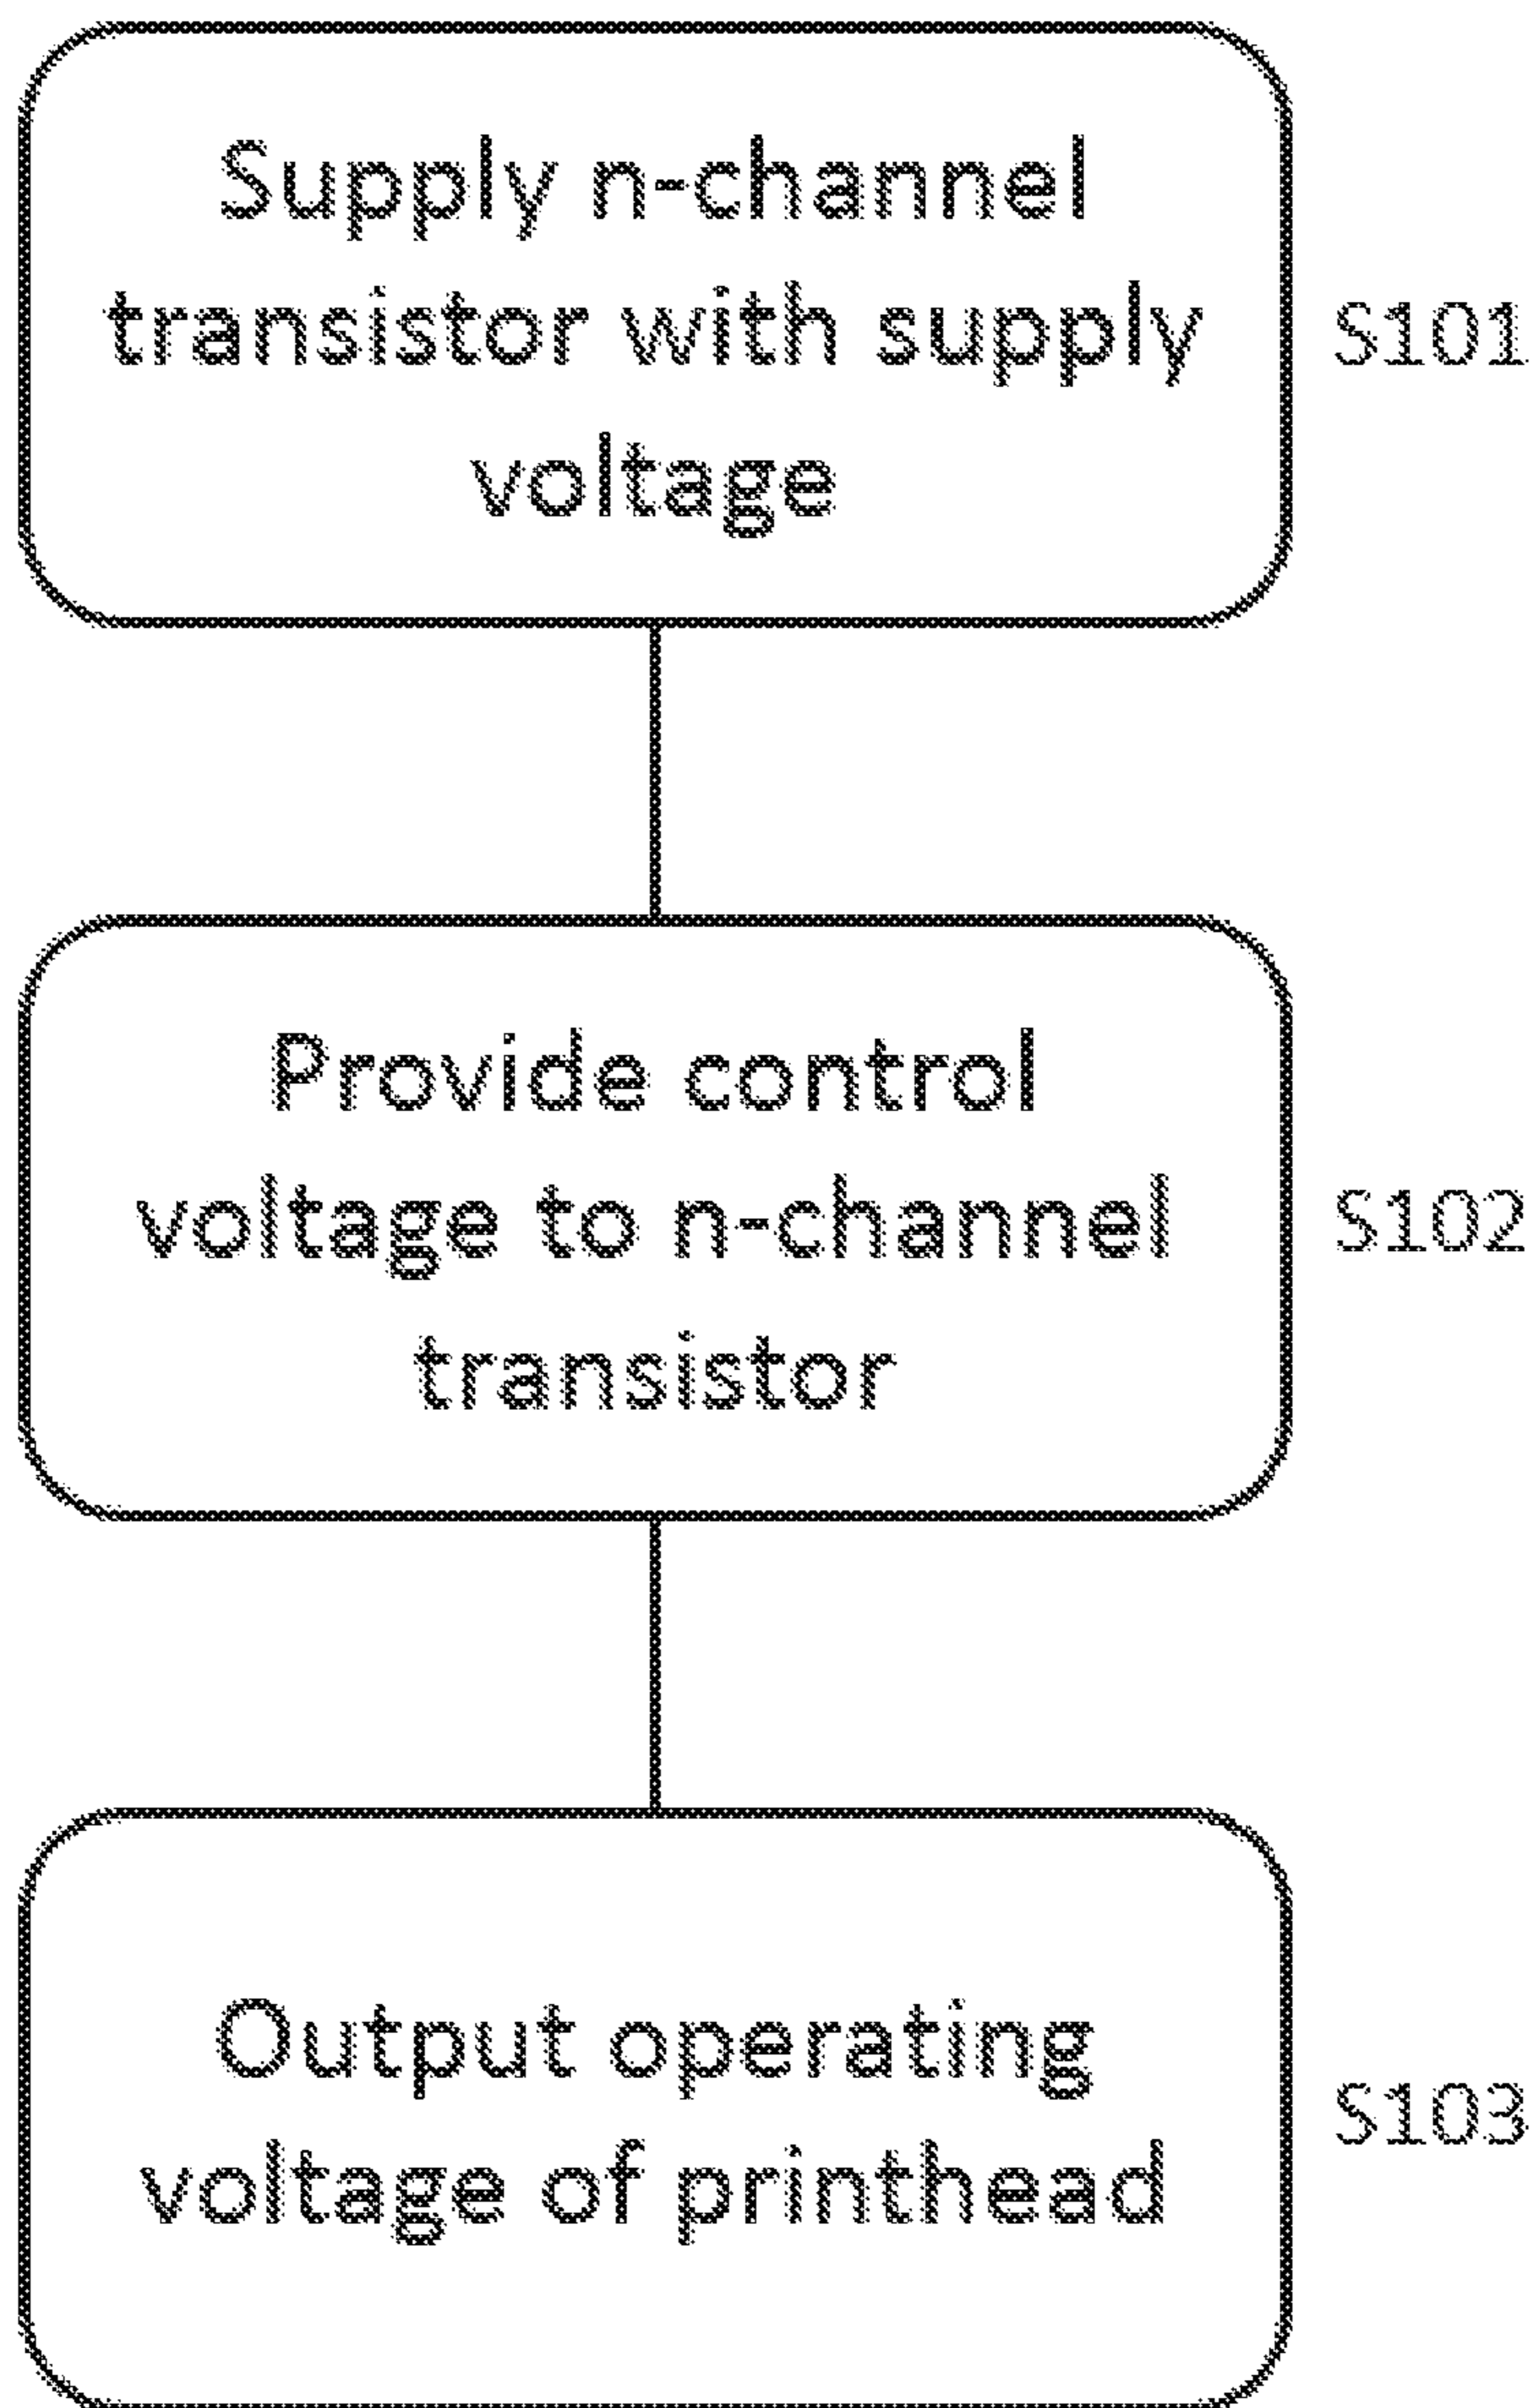 Supply n-channel
transistor with supply
voltage
S101
Provide control
voltage to n-channel
transistor
S102
Output operating
voltage of printhead
S103